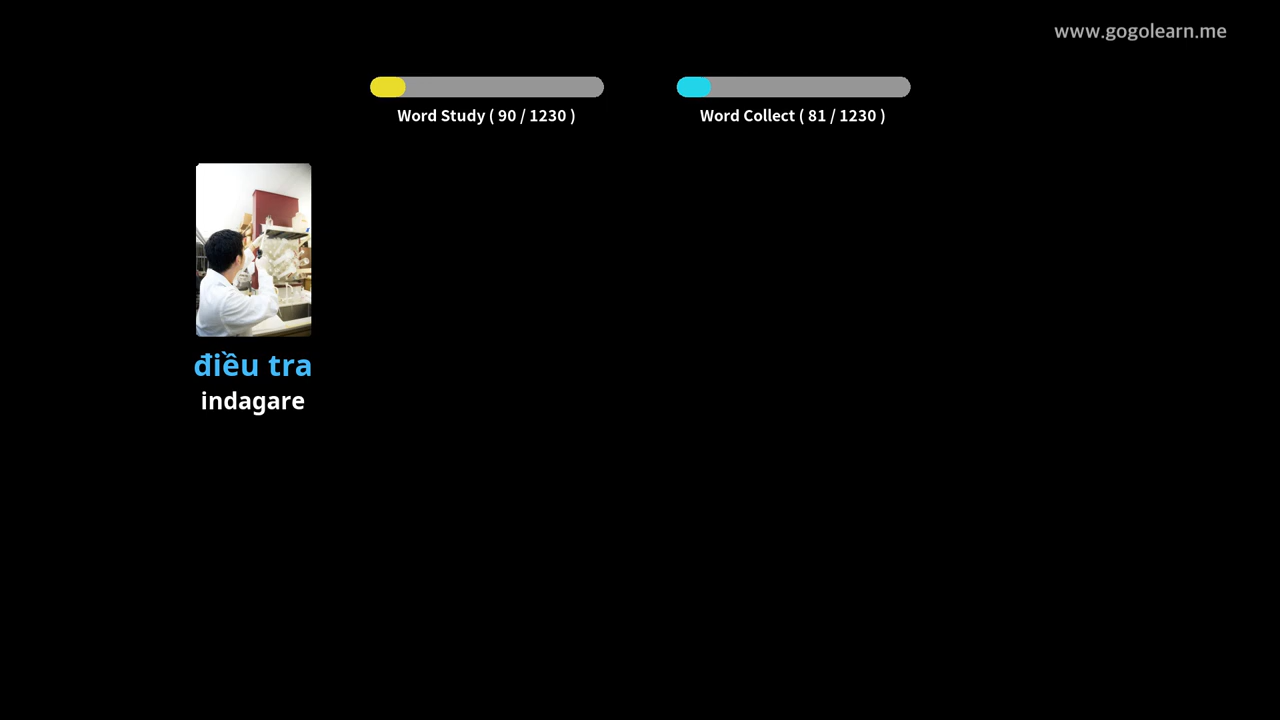 www.gogolearn.me
Word Study ( 90 / 1230 )
Word Collect ( 81 / 1230 )
điều tra
indagare